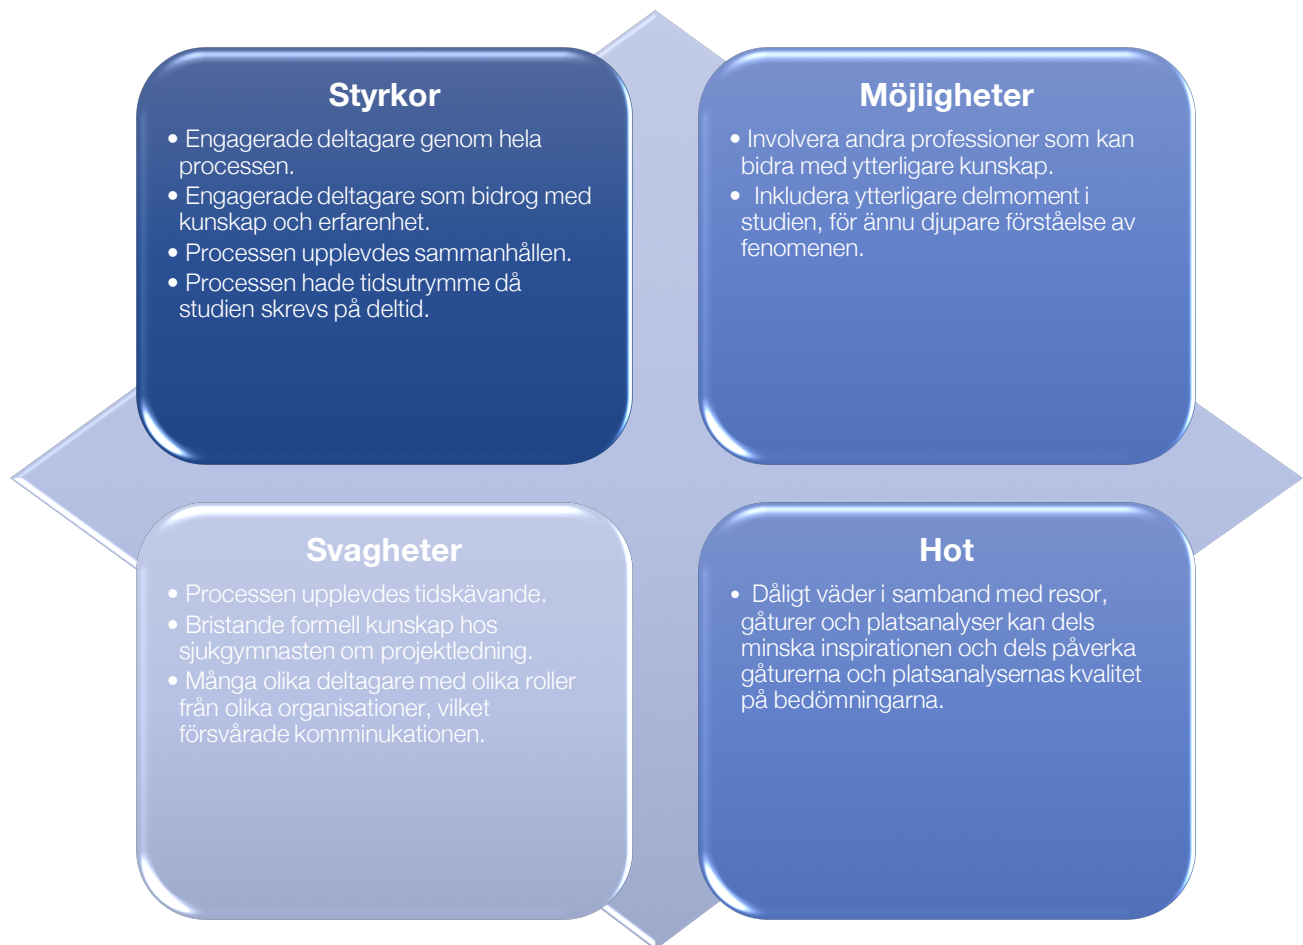 Styrkor
• Engagerade deltagare genom hela
processen.
• Engagerade deltagare som bidrog med
kunskap och erfarenhet.
• Processen upplevdes sammanhållen.
• Processen hade tidsutrymme då
studien skrevs på deltid.
Möjligheter
• Involvera andra professioner som kan
bidra med ytterligare kunskap.
• Inkludera ytterligare delmoment i
studien, för ännu djupare förståelse av
fenomenen.
Svagheter
• Processen upplevdes tidskävande.
• Bristande formell kunskap hos
sjukgymnasten om projektledning.
• Många olika deltagare med olika roller
från olika organisationer, vilket
försvårade komminukationen.
Hot
• Dåligt väder i samband med resor,
gåturer och platsanalyser kan dels
minska inspirationen och dels påverka
gåturerna och platsanalysernas kvalitet
på bedömningarna.